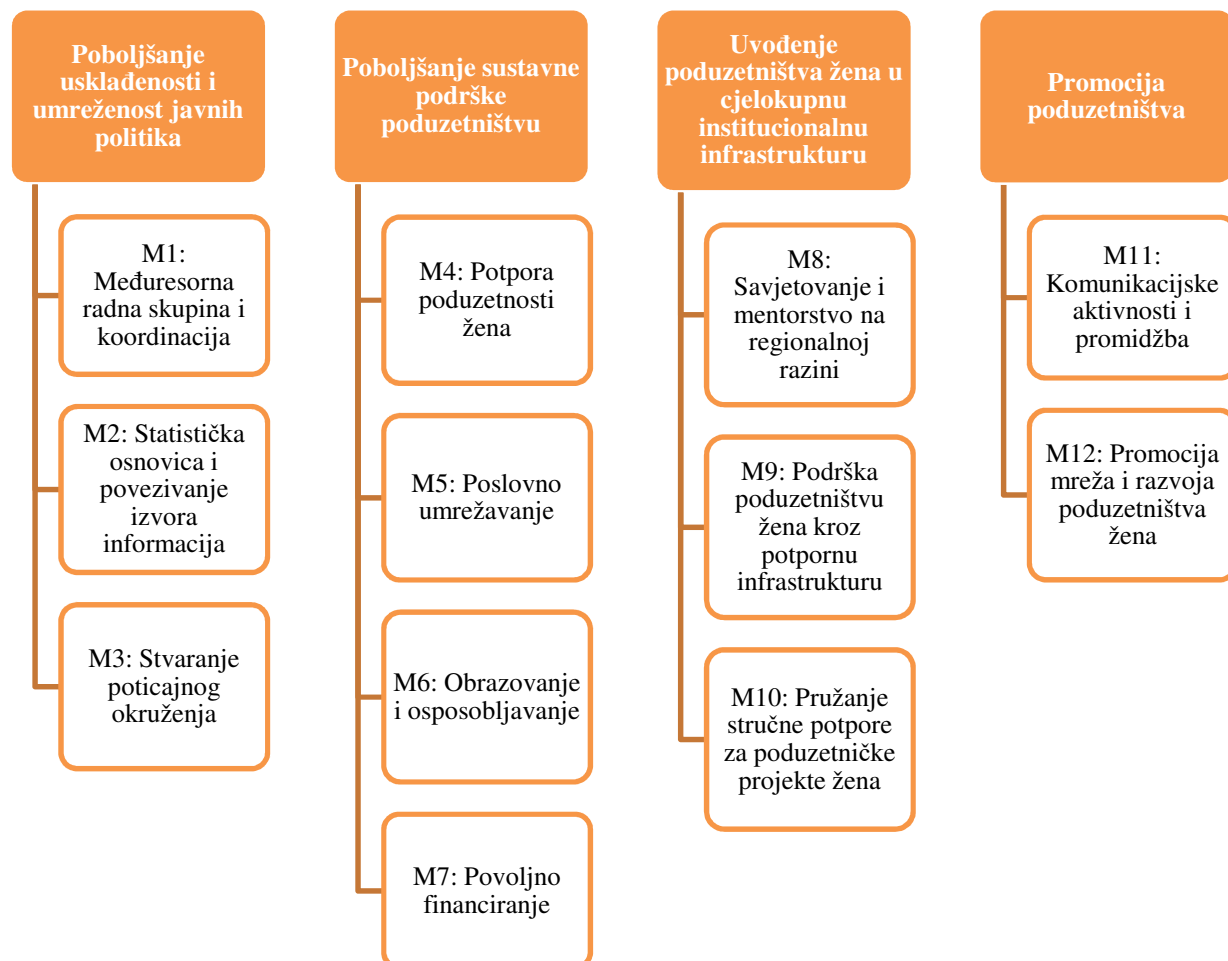 Poboljšanje
usklađenosti i
umreženost javnih
politika
M1:
Međuresorna
radna skupina i
koordinacija
M2: Statistička
osnovica i
povezivanje
izvora
informacija
M3: Stvaranje
poticajnog
okruženja
Poboljšanje sustavne
podrške
poduzetništvu
M4: Potpora
poduzetnosti
žena
M5: Poslovno
umrežavanje
M6: Obrazovanje
i osposobljavanje
M7: Povoljno
financiranje
Uvođenje
poduzetništva žena u
cjelokupnu
institucionalnu
infrastrukturu
M8:
Savjetovanje i
mentorstvo na
regionalnoj
razini
M9: Podrška
poduzetništvu
žena kroz
potpornu
infrastrukturu
M10: Pružanje
stručne potpore
za poduzetničke
projekte žena
Promocija
poduzetništva
M11:
Komunikacijske
aktivnosti i
promidžba
M12: Promocija
mreža i razvoja
poduzetništva
žena